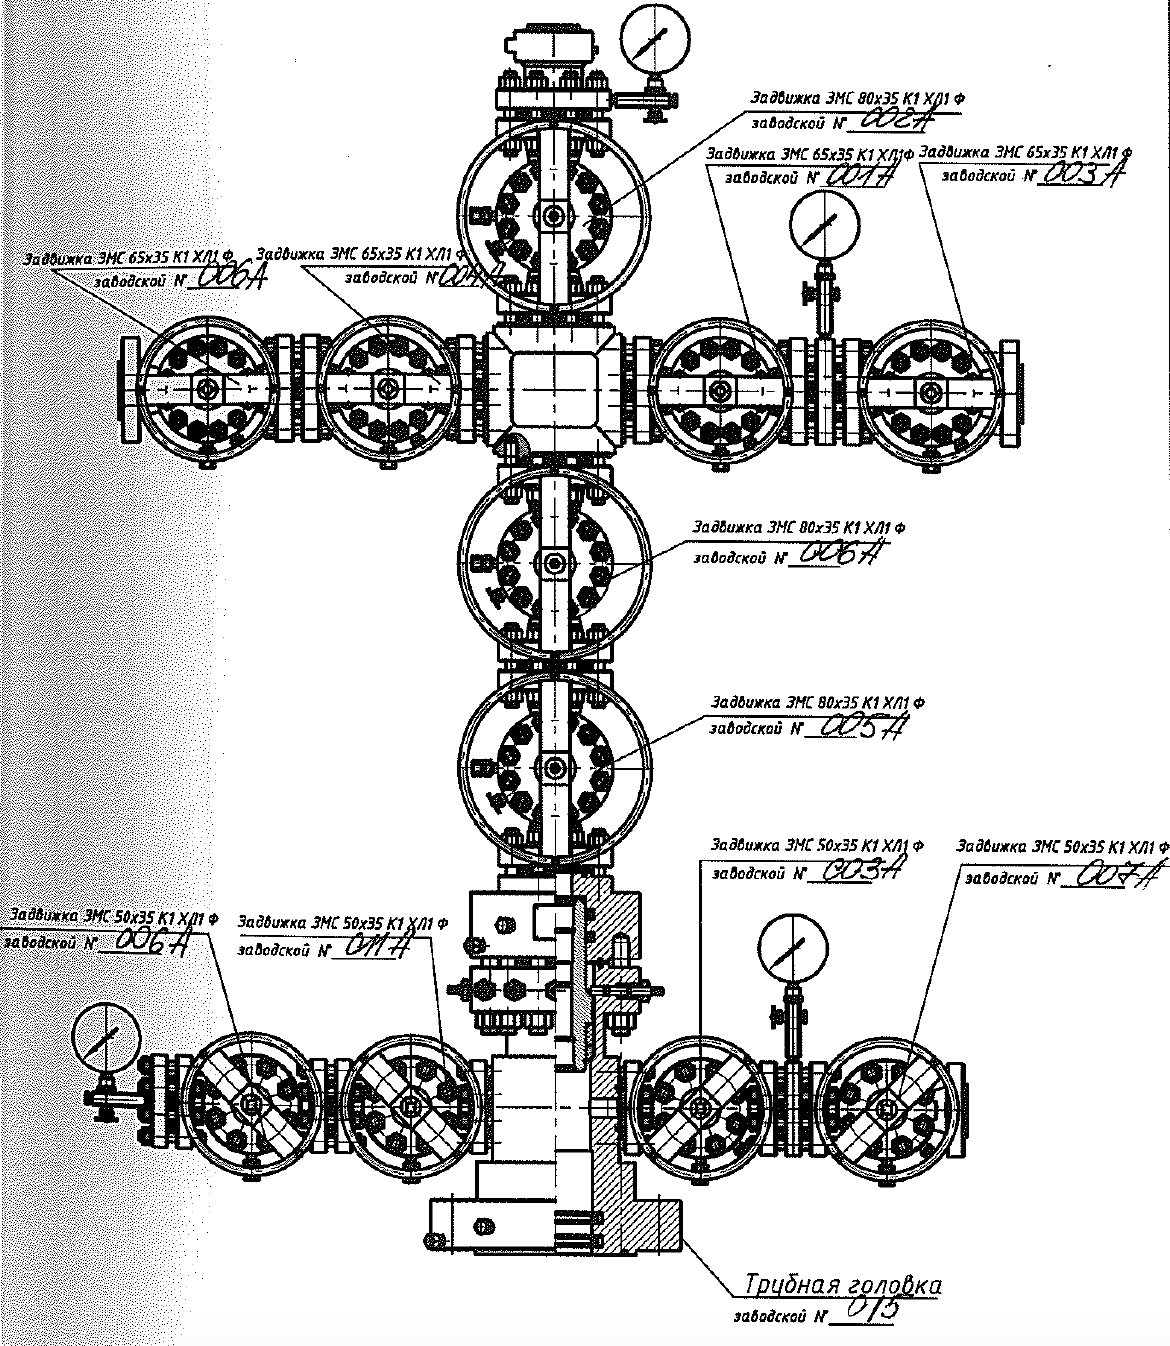 Задвижка ЗМС 80х35 К1 ХЛ1 Ф
заводской № 002А
Задвижка ЗМС 65х35 К1 ХЛ1 Ф
заводской № 001А
Задвижка ЗМС 65х35 К1 ХЛ1 Ф
заводской № 003А
Задвижка ЗМС 65х35 К1 ХЛ1 Ф
заводской № 006А
Задвижка ЗМС 65х35 К1 ХЛ1 Ф
заводской № 004А
Задвижка ЗМС 80х35 К1 ХЛ1 Ф
заводской № 006А
Задвижка ЗМС 80х35 К1 ХЛ1 Ф
заводской № 005А
Задвижка ЗМС 50х35 К1 ХЛ1 Ф
заводской № 003А
Задвижка ЗМС 50х35 К1 ХЛ1 Ф
заводской № 007А
Задвижка ЗМС 50х35 К1 ХЛ1 Ф
заводской № 006А
Задвижка ЗМС 50х35 К1 ХЛ1 Ф
заводской № 011А
Трубная головка
заводской № 015